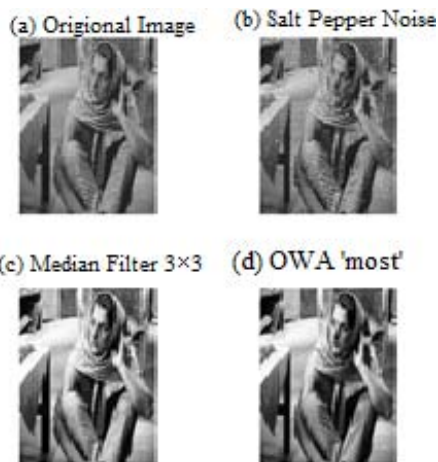 (a) Origional Image
(b) Salt Pepper Noise
(c) Median Filter 3×3
(d) OWA 'most'